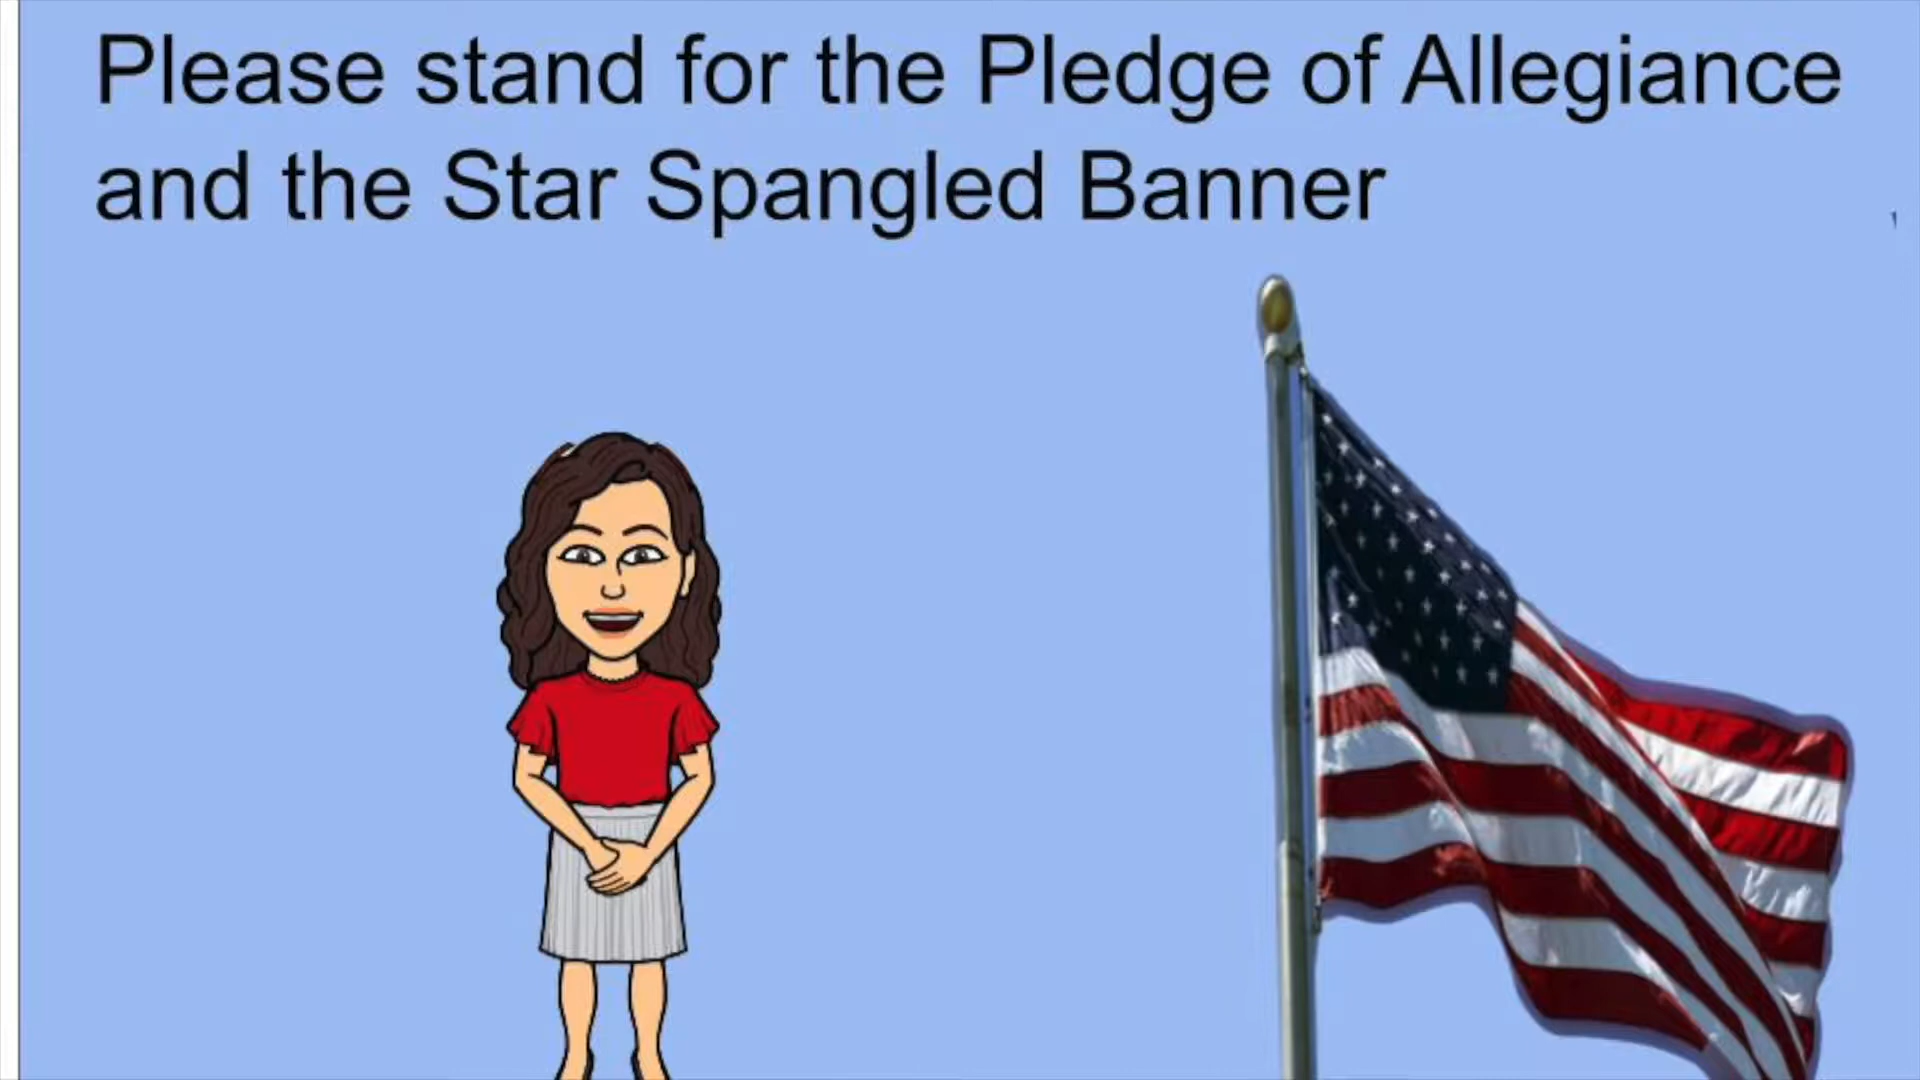 Please stand for the Pledge of Allegiance
and the Star Spangled Banner